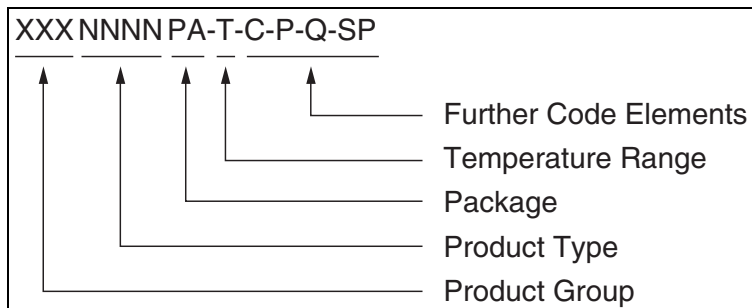 XXX NNNN PA-T-C-P-Q-SP
Further Code Elements
Temperature Range
Package
Product Type
Product Group